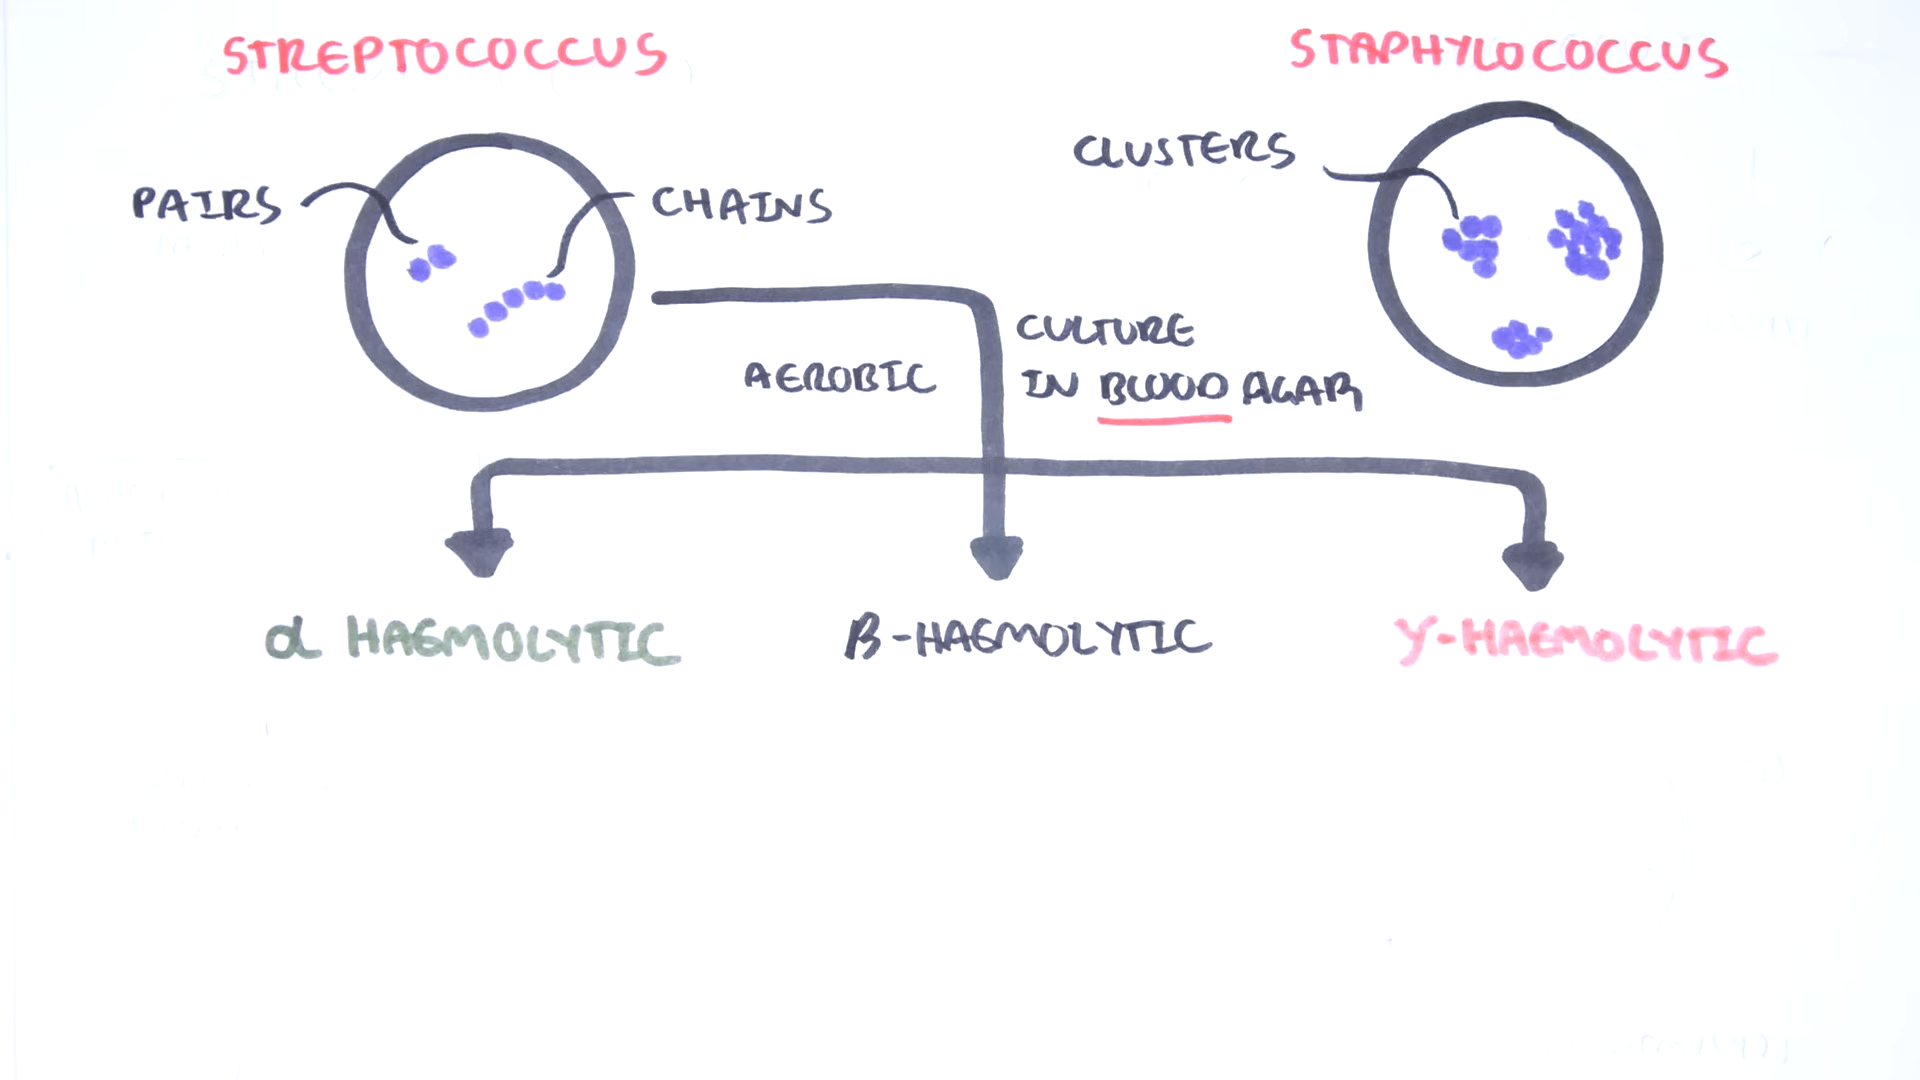 STREPTOCOCCUS
STAPHYLOCOCCUS
CLUSTERS
PAIRS
CHAINS
CULTURE
AEROBIC
IN BLOOD AGAR
α HAEMOLYTIC
β-HAEMOLYTIC
γ-HAEMOLYTIC